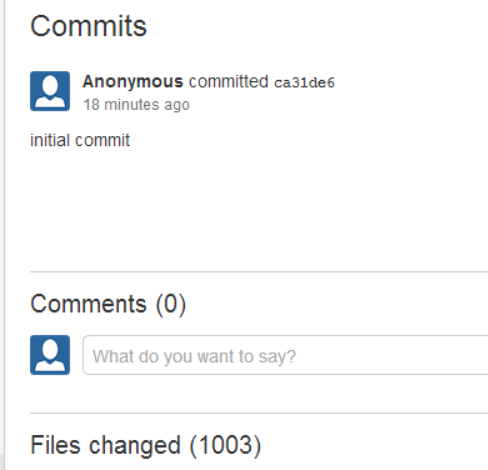 Commits
Anonymous committed ca31de6
18 minutes ago
initial commit
Comments (0)
What do you want to say?
Files changed (1003)